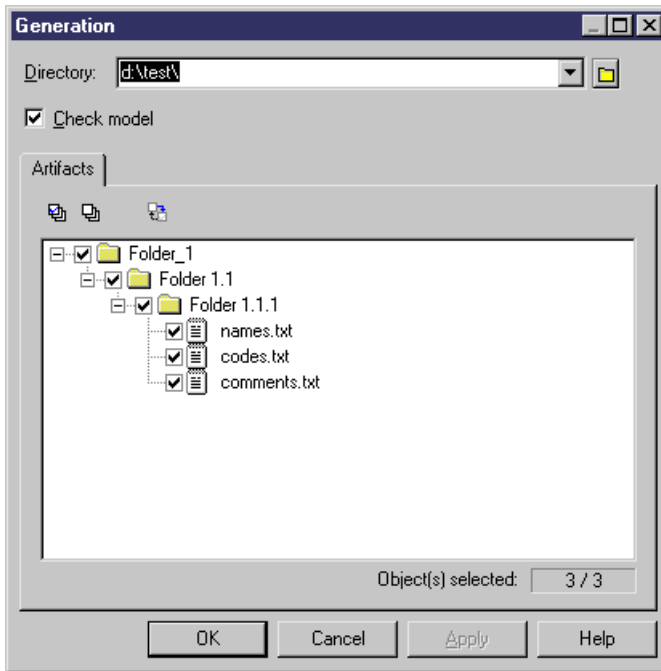 Generation
Directory: d:\test\
Check model
Artifacts
Folder_1
Folder 1.1
Folder 1.1.1
names.txt
codes.txt
comments.txt
Object(s) selected: 3 / 3
OK Cancel Apply Help